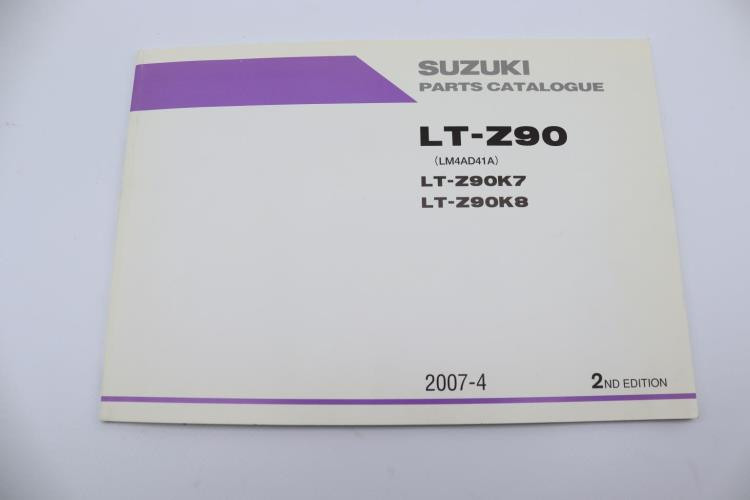 SUZUKI
PARTS CATALOGUE
LT-Z90
(LM4AD41A)
LT-Z90K7
LT-Z90K8
2007-4 2ND EDITION